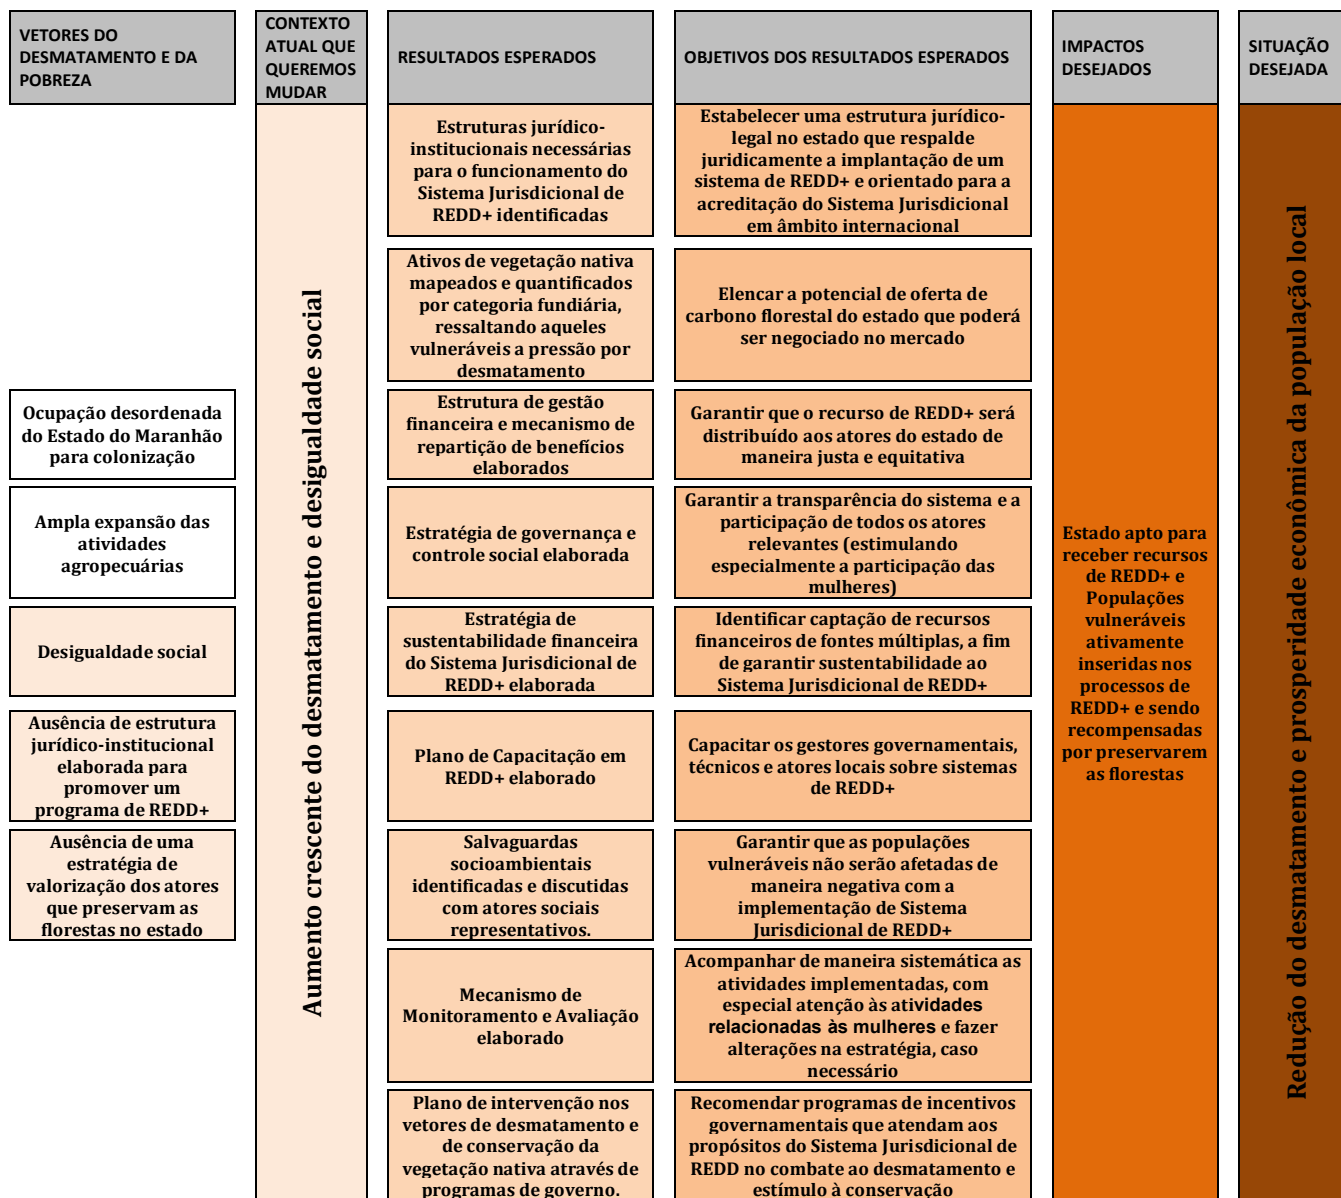 VETORES DO
DESMATAMENTO E DA
POBREZA
CONTEXTO
ATUAL QUE
QUEREMOS
MUDAR
RESULTADOS ESPERADOS
OBJETIVOS DOS RESULTADOS ESPERADOS
IMPACTOS
DESEJADOS
SITUAÇÃO
DESEJADA
Ocupação desordenada
do Estado do Maranhão
para colonização
Ampla expansão das
atividades
agropecuárias
Desigualdade social
Ausência de estrutura
jurídico-institucional
elaborada para
promover um
programa de REDD+
Ausência de uma
estratégia de
valorização dos atores
que preservam as
florestas no estado
Aumento crescente do desmatamento e desigualdade social
Estruturas jurídico-
institucionais necessárias
para o funcionamento do
Sistema Jurisdicional de
REDD+ identificadas
Estabelecer uma estrutura jurídico-
legal no estado que respalde
juridicamente a implantação de um
sistema de REDD+ e orientado para a
acreditação do Sistema Jurisdicional
em âmbito internacional
Ativos de vegetação nativa
mapeados e quantificados
por categoria fundiária,
ressaltando aqueles
vulneráveis a pressão por
desmatamento
Elencar a potencial de oferta de
carbono florestal do estado que poderá
ser negociado no mercado
Estrutura de gestão
financeira e mecanismo de
repartição de benefícios
elaborados
Garantir que o recurso de REDD+ será
distribuído aos atores do estado de
maneira justa e equitativa
Estratégia de governança e
controle social elaborada
Garantir a transparência do sistema e a
participação de todos os atores
relevantes (estimulando
especialmente a participação das
mulheres)
Estratégia de
sustentabilidade financeira
do Sistema Jurisdicional de
REDD+ elaborada
Identificar captação de recursos
financeiros de fontes múltiplas, a fim
de garantir sustentabilidade ao
Sistema Jurisdicional de REDD+
Plano de Capacitação em
REDD+ elaborado
Capacitar os gestores governamentais,
técnicos e atores locais sobre sistemas
de REDD+
Salvaguardas
socioambientais
identificadas e discutidas
com atores sociais
representativos.
Garantir que as populações
vulneráveis não serão afetadas de
maneira negativa com a
implementação de Sistema
Jurisdicional de REDD+
Mecanismo de
Monitoramento e Avaliação
elaborado
Acompanhar de maneira sistemática as
atividades implementadas, com
especial atenção às atividades
relacionadas às mulheres e fazer
alterações na estratégia, caso
necessário
Plano de intervenção nos
vetores de desmatamento e
de conservação da
vegetação nativa através de
programas de governo.
Recomendar programas de incentivos
governamentais que atendam aos
propósitos do Sistema Jurisdicional de
REDD no combate ao desmatamento e
estímulo à conservação
Estado apto para
receber recursos
de REDD+ e
Populações
vulneráveis
ativamente
inseridas nos
processos de
REDD+ e sendo
recompensadas
por preservarem
as florestas
Redução do desmatamento e prosperidade econômica da população local